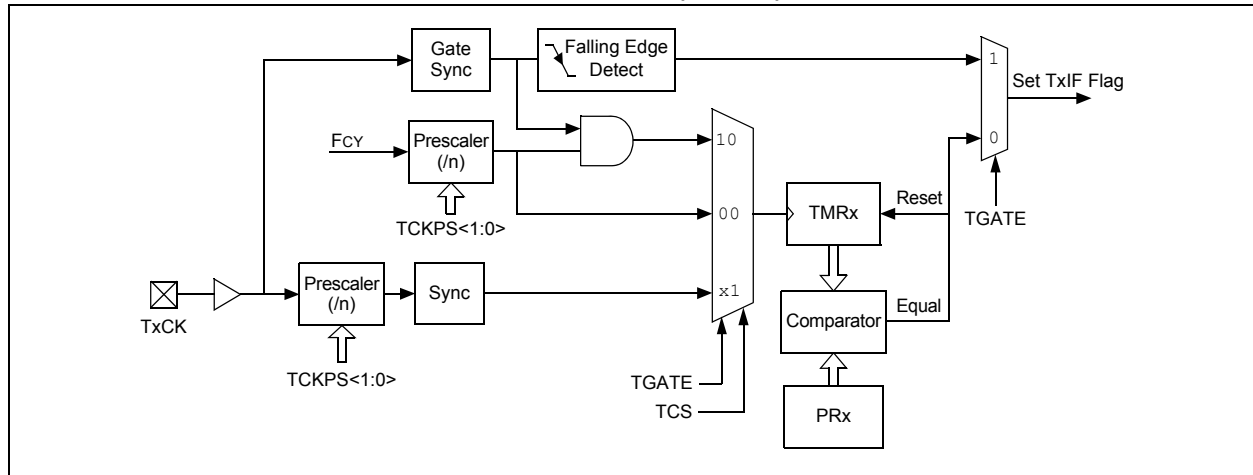 Gate
Sync
Falling Edge
Detect
1
Set TxIF Flag
0
TGATE
FCY
Prescaler
(/n)
TCKPS<1:0>
10
00
x1
TMRx
Reset
Comparator
Equal
PRx
TxCK
Prescaler
(/n)
TCKPS<1:0>
Sync
TGATE
TCS